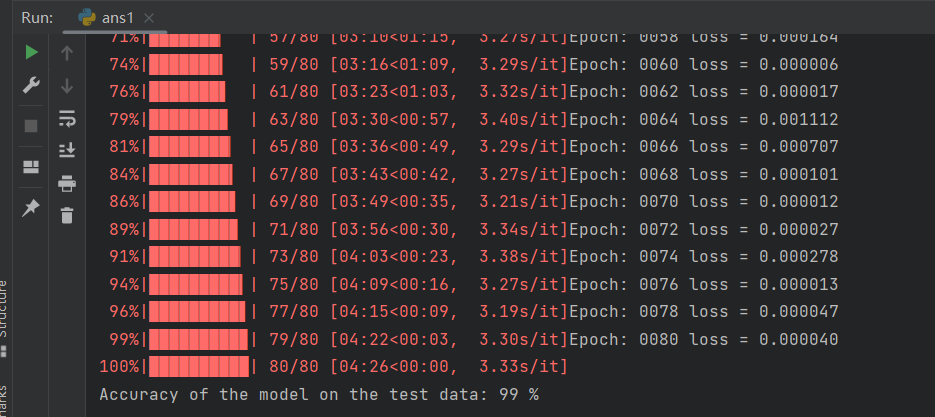 Run: ans1
71%| | 57/80 [03:10<01:15, 3.27s/it]Epoch: 0058 loss = 0.000164
74%| | 59/80 [03:16<01:09, 3.29s/it]Epoch: 0060 loss = 0.000006
76%| | 61/80 [03:23<01:03, 3.32s/it]Epoch: 0062 loss = 0.000017
79%| | 63/80 [03:30<00:57, 3.40s/it]Epoch: 0064 loss = 0.001112
81%| | 65/80 [03:36<00:49, 3.29s/it]Epoch: 0066 loss = 0.000707
84%| | 67/80 [03:43<00:42, 3.27s/it]Epoch: 0068 loss = 0.000101
86%| | 69/80 [03:49<00:35, 3.21s/it]Epoch: 0070 loss = 0.000012
89%| | 71/80 [03:56<00:30, 3.34s/it]Epoch: 0072 loss = 0.000027
91%| | 73/80 [04:03<00:23, 3.38s/it]Epoch: 0074 loss = 0.000278
94%| | 75/80 [04:09<00:16, 3.27s/it]Epoch: 0076 loss = 0.000013
96%| | 77/80 [04:15<00:09, 3.19s/it]Epoch: 0078 loss = 0.000047
99%| | 79/80 [04:22<00:03, 3.30s/it]Epoch: 0080 loss = 0.000040
100%| | 80/80 [04:26<00:00, 3.33s/it]
Accuracy of the model on the test data: 99 %
Structure